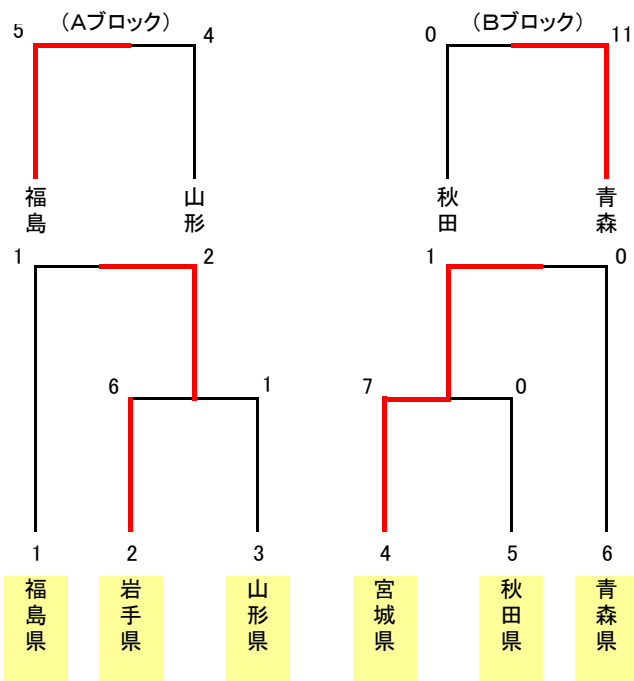 5 （Aブロック） 4
0 （Bブロック） 11
福島
山形
秋田
青森
1 2
1 0
6 1
7 0
1 2 3 4 5 6
福島県
岩手県
山形県
宮城県
秋田県
青森県